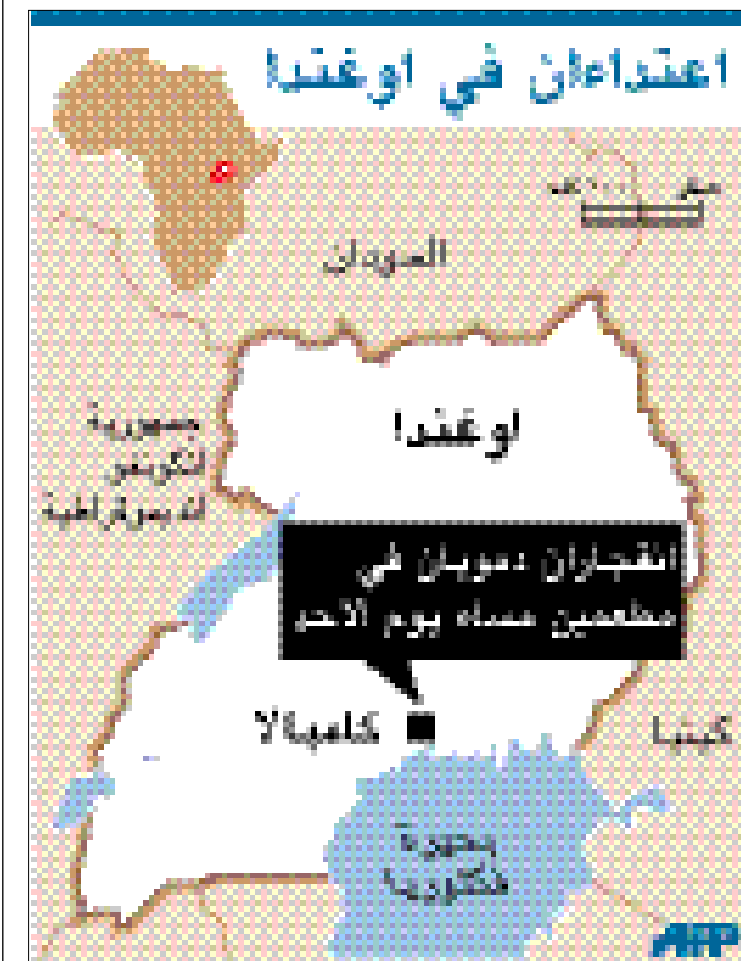 اعتداءان في اوغندا
السودان
اوغندا
جمهورية
الكونغو
الديموقراطية
انفجاران دمويان في
مطعمين مساء يوم الاحد
كامبالا
كينيا
بحيرة
فكتوريا
AFP